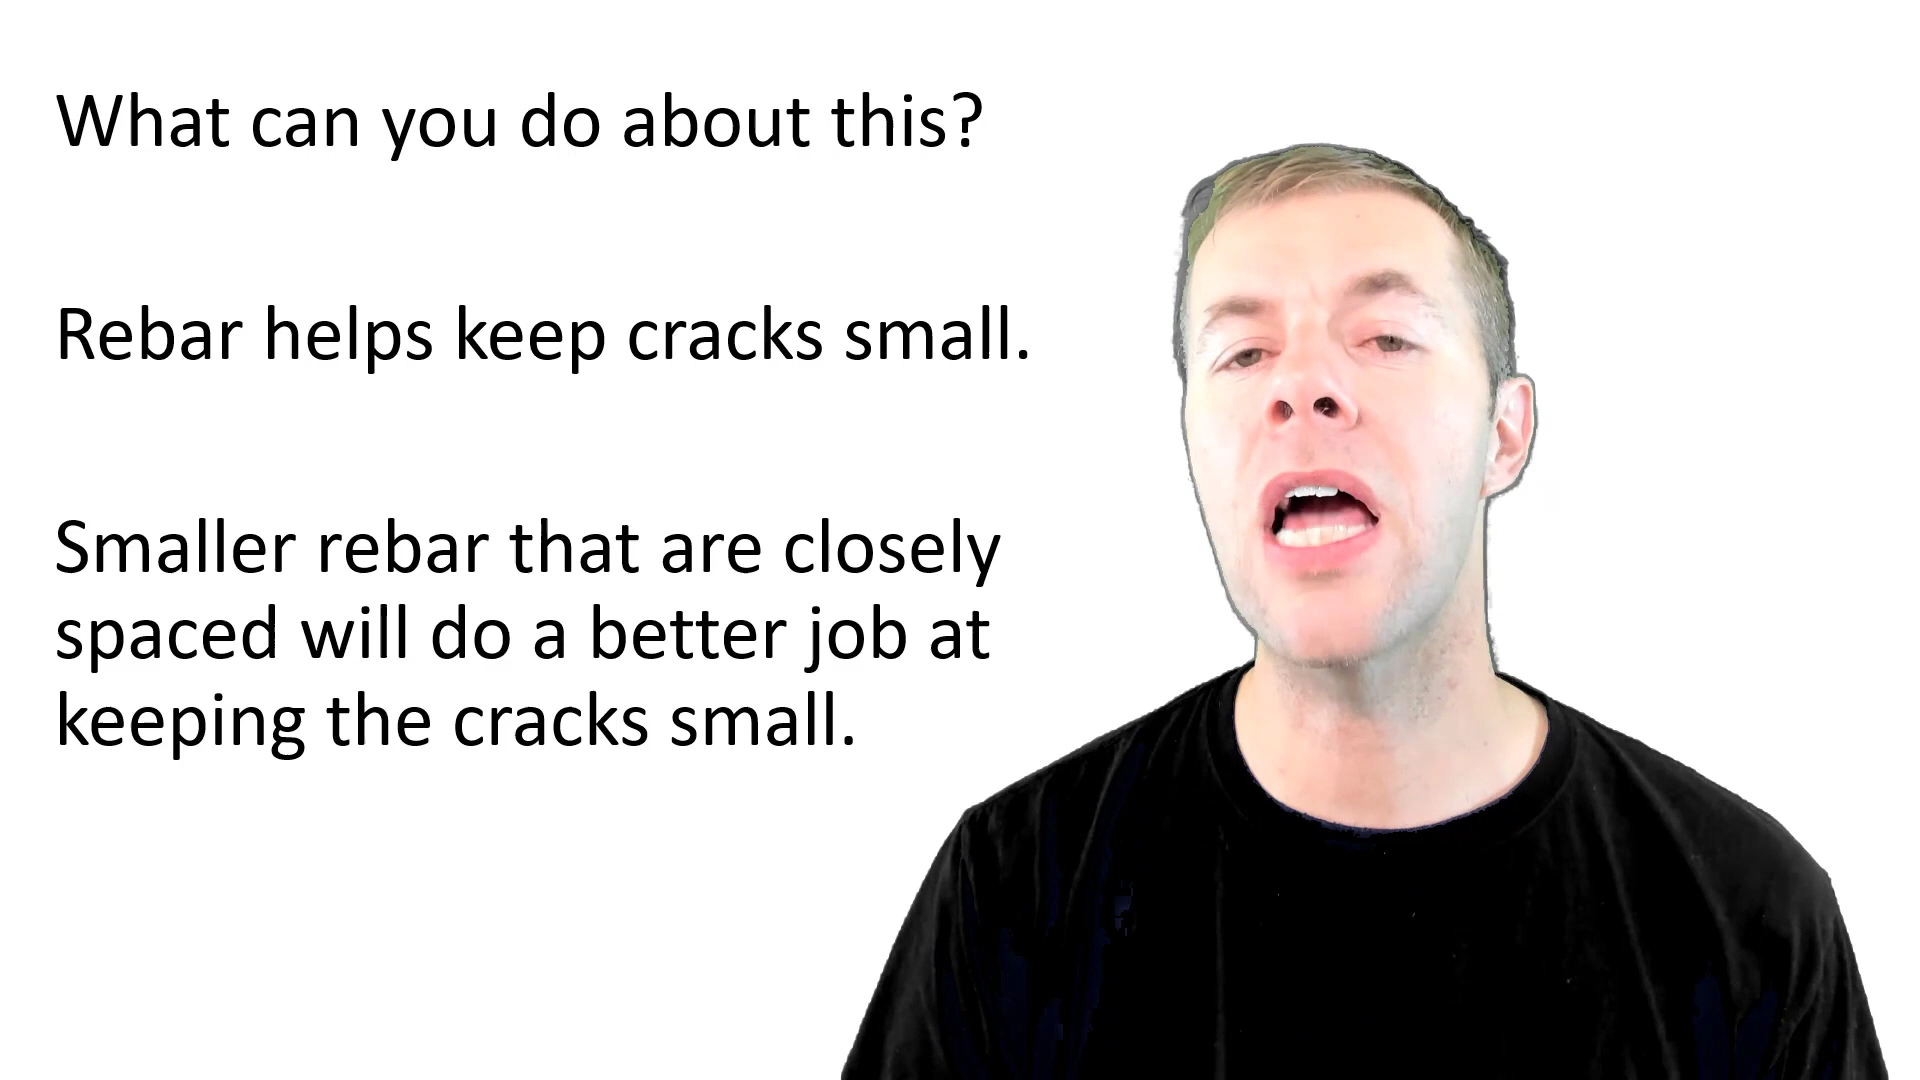 What can you do about this?
Rebar helps keep cracks small.
Smaller rebar that are closely
spaced will do a better job at
keeping the cracks small.